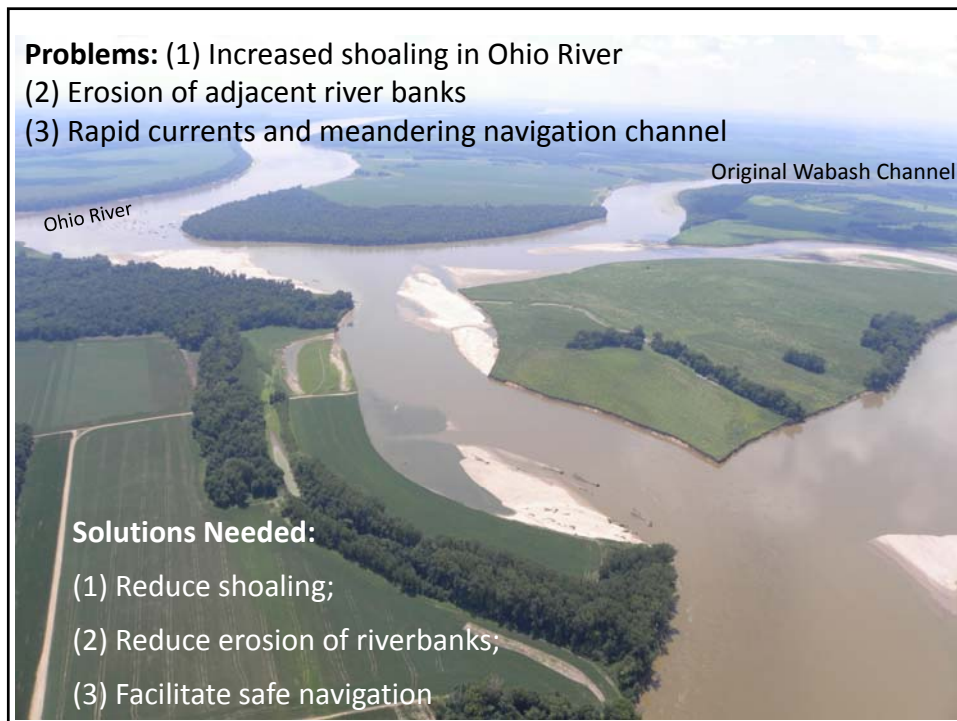 Problems: (1) Increased shoaling in Ohio River
(2) Erosion of adjacent river banks
(3) Rapid currents and meandering navigation channel
Original Wabash Channel
Ohio River
Solutions Needed:
(1) Reduce shoaling;
(2) Reduce erosion of riverbanks;
(3) Facilitate safe navigation